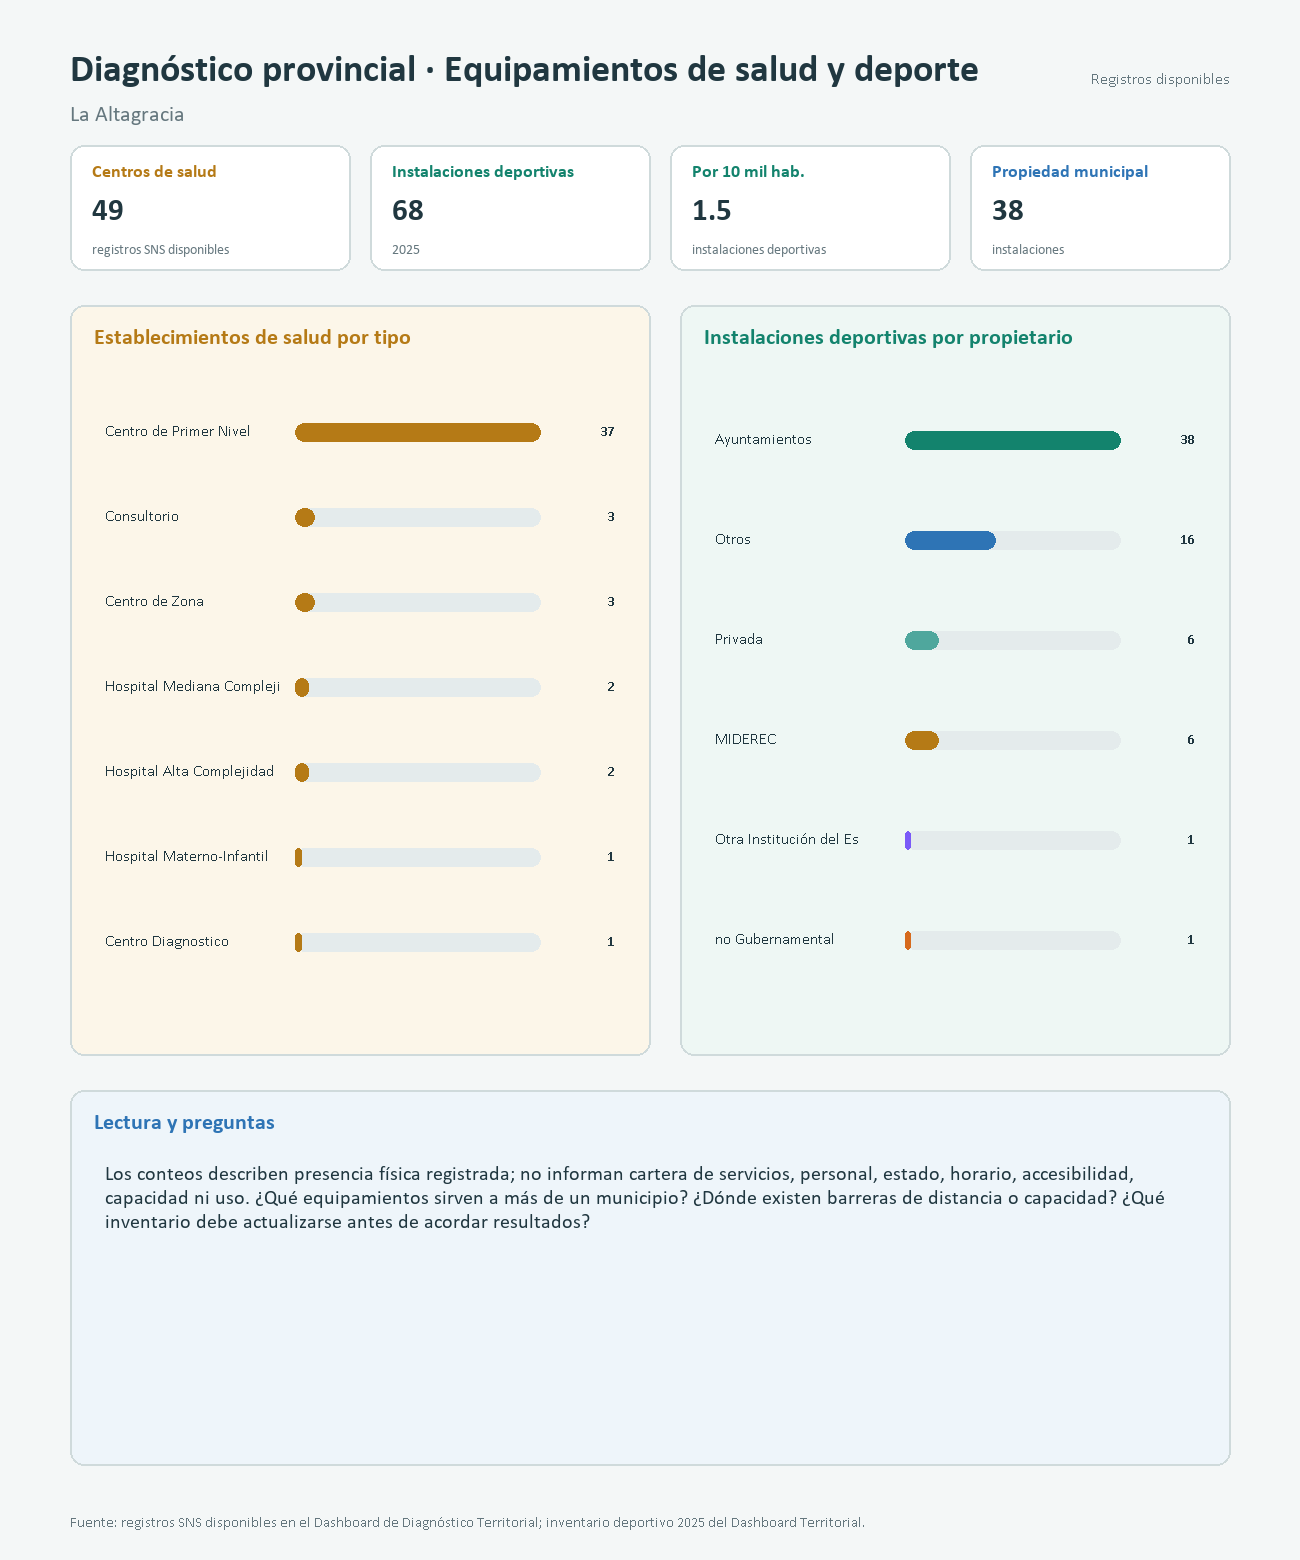 Diagnóstico provincial · Equipamientos de salud y deporte
Registros disponibles
La Altagracia
Centros de salud
49
registros SNS disponibles
Instalaciones deportivas
68
2025
Por 10 mil hab.
1.5
instalaciones deportivas
Propiedad municipal
38
instalaciones
Establecimientos de salud por tipo
Centro de Primer Nivel 37
Consultorio 3
Centro de Zona 3
Hospital Mediana Compleji 2
Hospital Alta Complejidad 2
Hospital Materno-Infantil 1
Centro Diagnostico 1
Instalaciones deportivas por propietario
Ayuntamientos 38
Otros 16
Privada 6
MIDEREC 6
Otra Institución del Es 1
no Gubernamental 1
Lectura y preguntas
Los conteos describen presencia física registrada; no informan cartera de servicios, personal, estado, horario, accesibilidad,
capacidad ni uso. ¿Qué equipamientos sirven a más de un municipio? ¿Dónde existen barreras de distancia o capacidad? ¿Qué
inventario debe actualizarse antes de acordar resultados?
Fuente: registros SNS disponibles en el Dashboard de Diagnóstico Territorial; inventario deportivo 2025 del Dashboard Territorial.